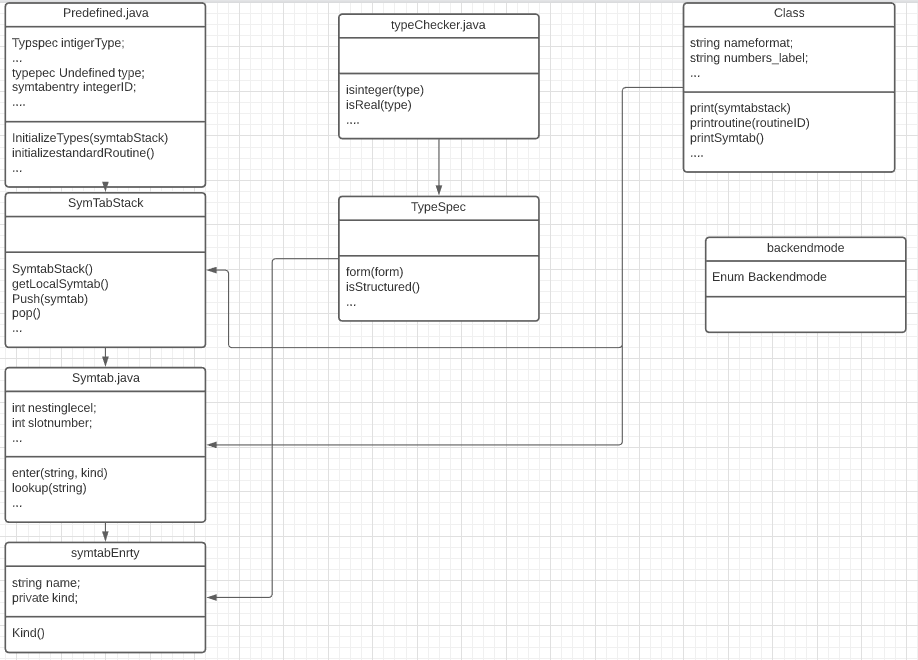 Predefined.java
Typspec intigerType;
...
typepec Undefined type;
symtabentry integerID;
....
InitializeTypes(symtabStack)
initializestandardRoutine()
...
SymTabStack
SymtabStack()
getLocalSymtab()
Push(symtab)
pop()
...
Symtab.java
int nestinglecel;
int slotnumber;
...
enter(string, kind)
lookup(string)
...
symtabEnrty
string name;
private kind;
Kind()
typeChecker.java
isinteger(type)
isReal(type)
....
TypeSpec
form(form)
isStructured()
...
Class
string nameformat;
string numbers_label;
...
print(symtabstack)
printroutine(routineID)
printSymtab()
....
backendmode
Enum Backendmode